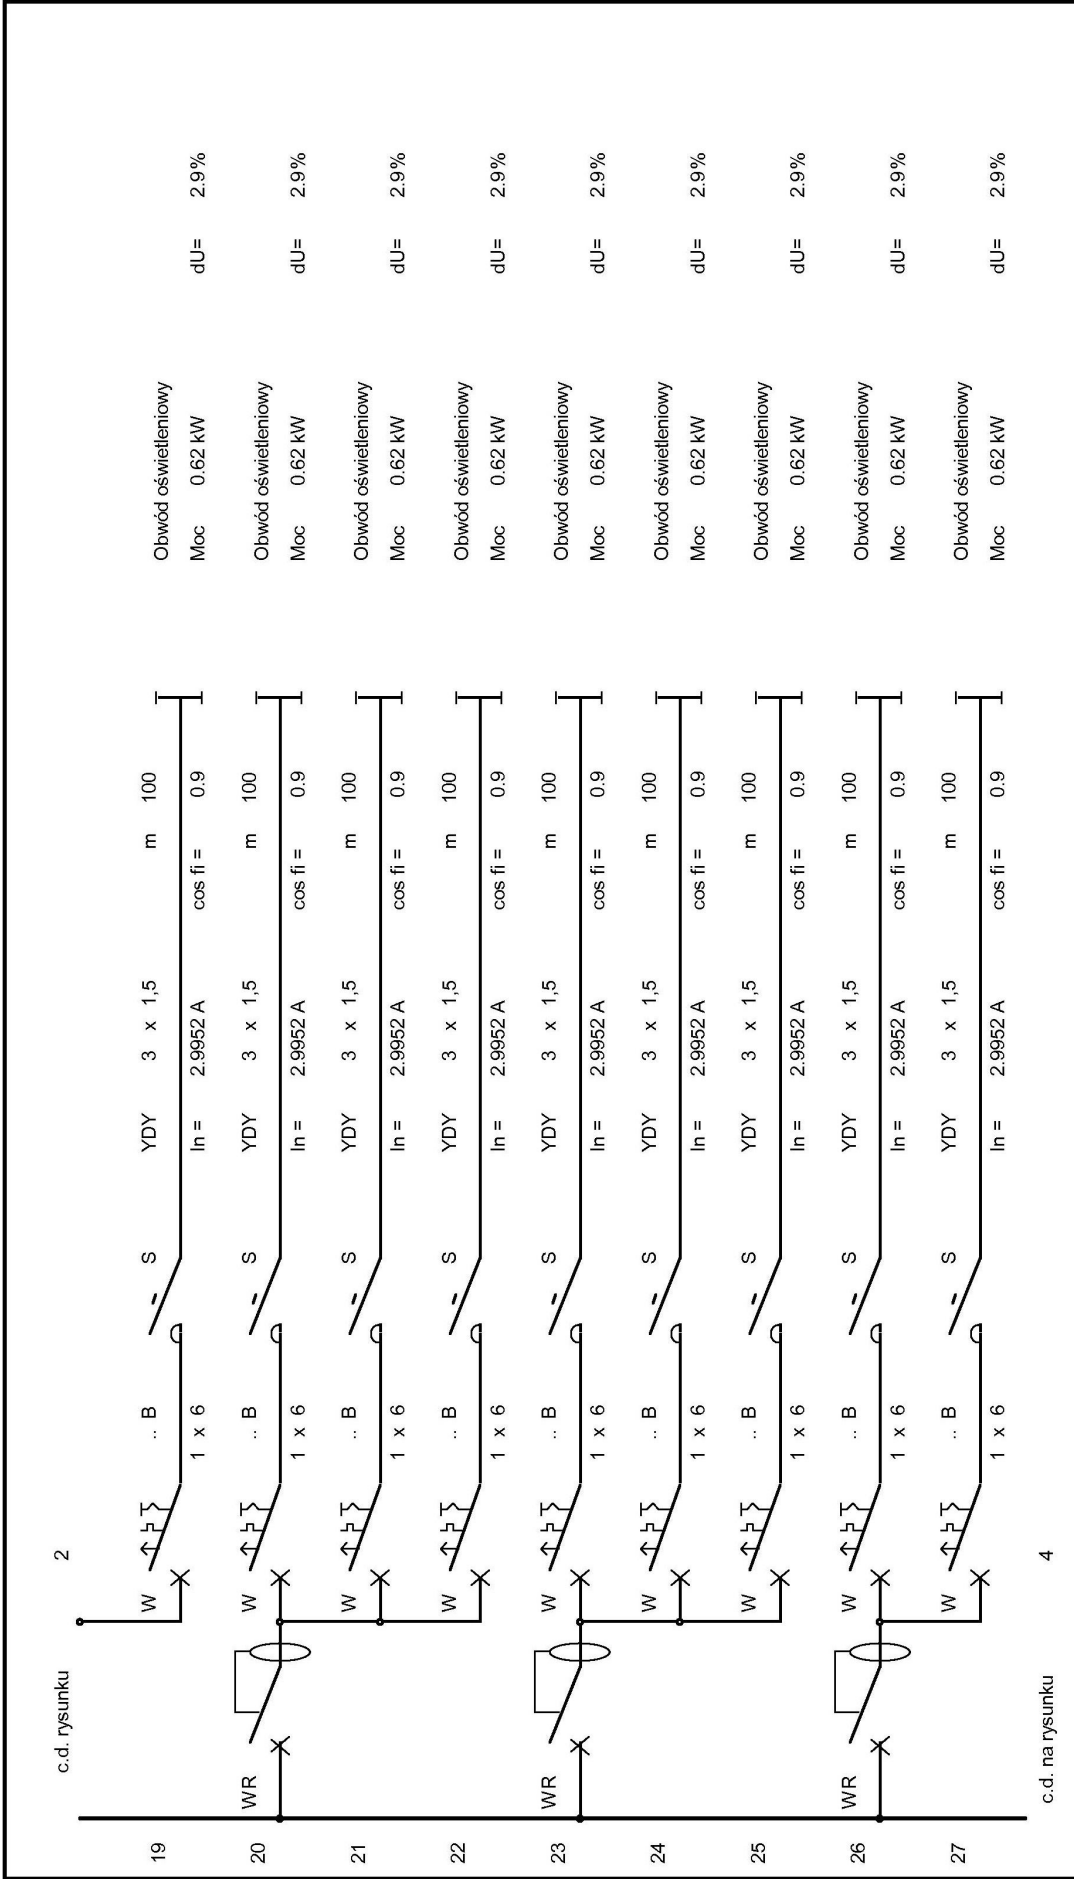 c.d. rysunku 2
19 W .. B S YDY 3 x 1,5 m 100 Obwód oświetleniowy
1 x 6 In = 2.9952 A cos fi = 0.9 Moc 0.62 kW dU= 2.9%
20 WR W .. B S YDY 3 x 1,5 m 100 Obwód oświetleniowy
1 x 6 In = 2.9952 A cos fi = 0.9 Moc 0.62 kW dU= 2.9%
21 W .. B S YDY 3 x 1,5 m 100 Obwód oświetleniowy
1 x 6 In = 2.9952 A cos fi = 0.9 Moc 0.62 kW dU= 2.9%
22 W .. B S YDY 3 x 1,5 m 100 Obwód oświetleniowy
1 x 6 In = 2.9952 A cos fi = 0.9 Moc 0.62 kW dU= 2.9%
23 WR W .. B S YDY 3 x 1,5 m 100 Obwód oświetleniowy
1 x 6 In = 2.9952 A cos fi = 0.9 Moc 0.62 kW dU= 2.9%
24 W .. B S YDY 3 x 1,5 m 100 Obwód oświetleniowy
1 x 6 In = 2.9952 A cos fi = 0.9 Moc 0.62 kW dU= 2.9%
25 W .. B S YDY 3 x 1,5 m 100 Obwód oświetleniowy
1 x 6 In = 2.9952 A cos fi = 0.9 Moc 0.62 kW dU= 2.9%
26 WR W .. B S YDY 3 x 1,5 m 100 Obwód oświetleniowy
1 x 6 In = 2.9952 A cos fi = 0.9 Moc 0.62 kW dU= 2.9%
27 W .. B S YDY 3 x 1,5 m 100 Obwód oświetleniowy
1 x 6 In = 2.9952 A cos fi = 0.9 Moc 0.62 kW dU= 2.9%
c.d. na rysunku 4